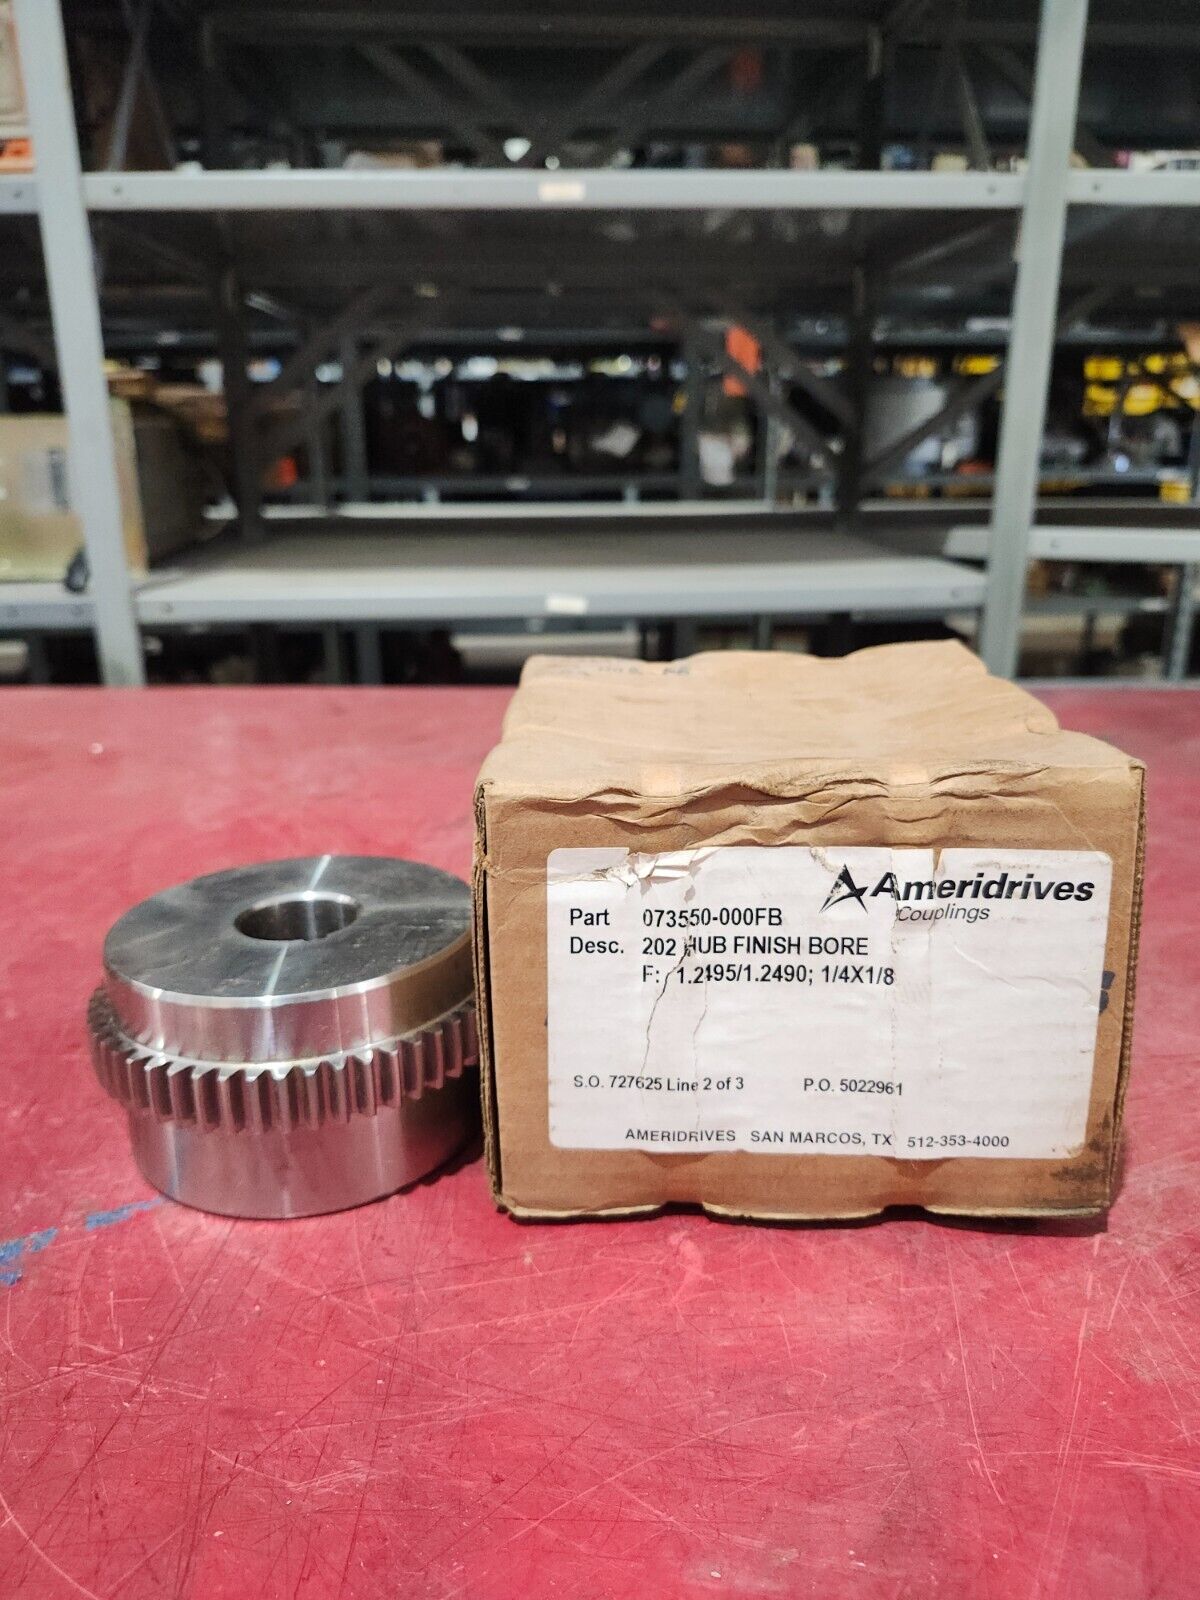 Ameridrives
Couplings
Part 073550-000FB
Desc. 202 HUB FINISH BORE
F: 1.2495/1.2490; 1/4X1/8
S.O. 727625 Line 2 of 3 P.O. 5022961
AMERIDRIVES SAN MARCOS, TX 512-353-4000